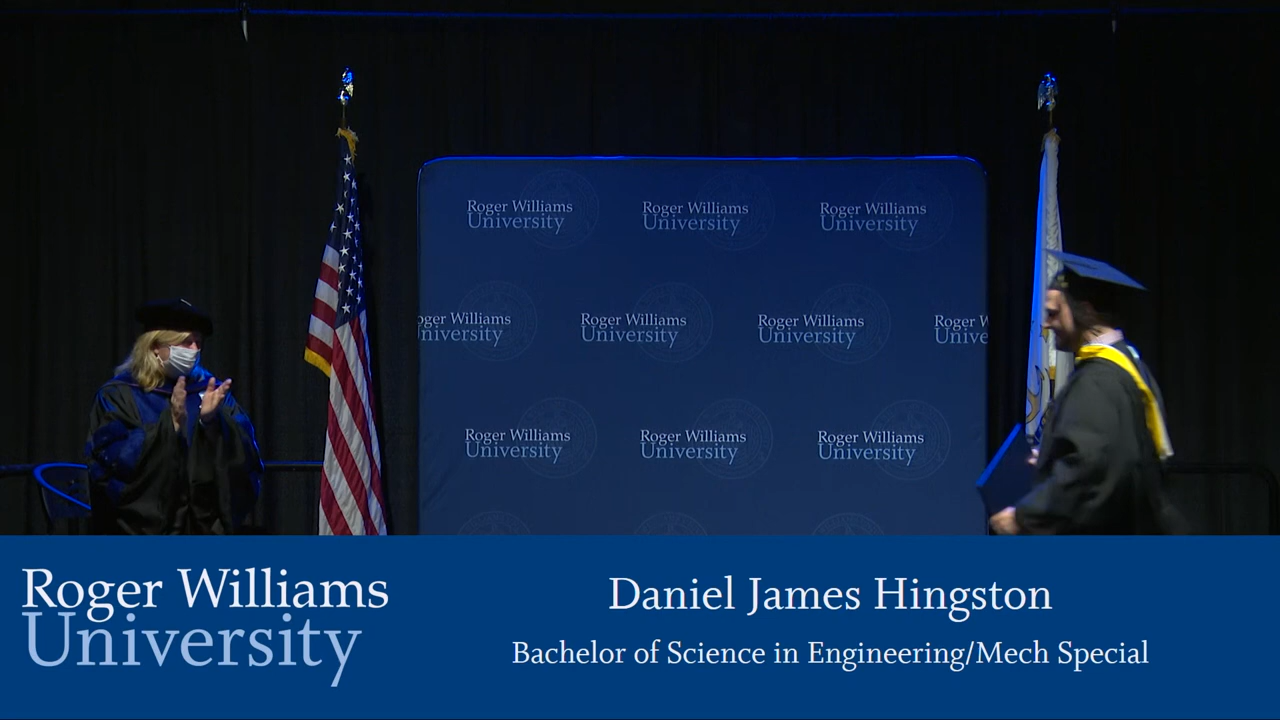 Roger Williams
University
Roger Williams
University
Roger Williams
University
oger Williams
niversity
Roger Williams
University
Roger Williams
University
Roger W
Unive
Roger Williams
University
Roger Williams
University
Roger Williams
University
Roger Williams
University
Daniel James Hingston
Bachelor of Science in Engineering/Mech Special